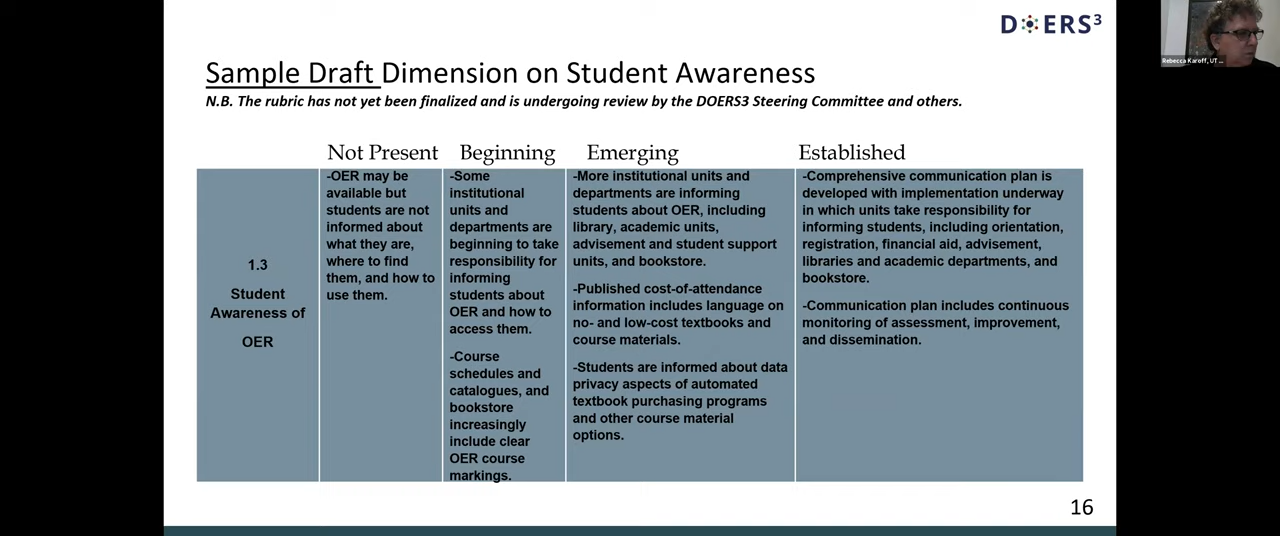 DOERS3
Rebecca Karoff, UT ...
Sample Draft Dimension on Student Awareness
N.B. The rubric has not yet been finalized and is undergoing review by the DOERS3 Steering Committee and others.
Not Present
Beginning
Emerging
Established
1.3
Student
Awareness of
OER
-OER may be
available but
students are not
informed about
what they are,
where to find
them, and how to
use them.
-Some
institutional
units and
departments are
beginning to take
responsibility for
informing
students about
OER and how to
access them.
-Course
schedules and
catalogues, and
bookstore
increasingly
include clear
OER course
markings.
-More institutional units and
departments are informing
students about OER, including
library, academic units,
advisement and student support
units, and bookstore.
-Published cost-of-attendance
information includes language on
no- and low-cost textbooks and
course materials.
-Students are informed about data
privacy aspects of automated
textbook purchasing programs
and other course material
options.
-Comprehensive communication plan is
developed with implementation underway
in which units take responsibility for
informing students, including orientation,
registration, financial aid, advisement,
libraries and academic departments, and
bookstore.
-Communication plan includes continuous
monitoring of assessment, improvement,
and dissemination.
16